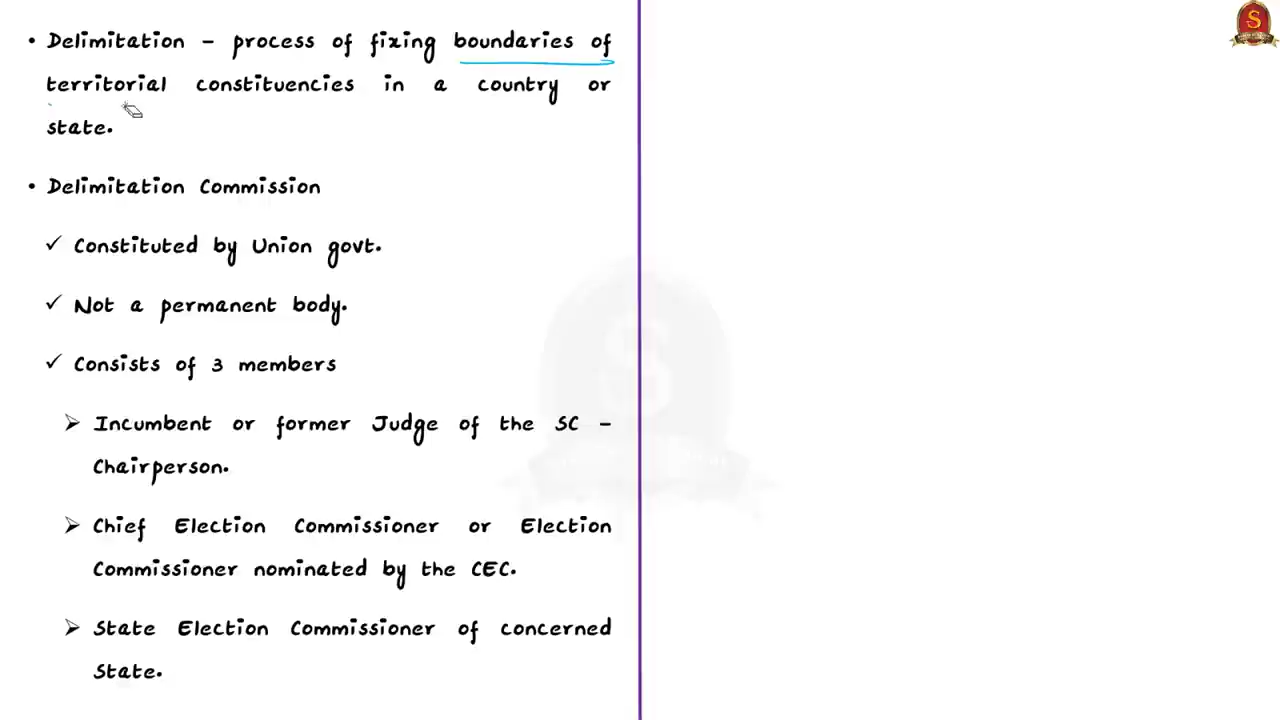 • Delimitation – process of fixing boundaries of
territorial constituencies in a country or
state.
• Delimitation Commission
✓ Constituted by Union govt.
✓ Not a permanent body.
✓ Consists of 3 members
➢ Incumbent or former Judge of the SC –
Chairperson.
➢ Chief Election Commissioner or Election
Commissioner nominated by the CEC.
➢ State Election Commissioner of concerned
State.
S